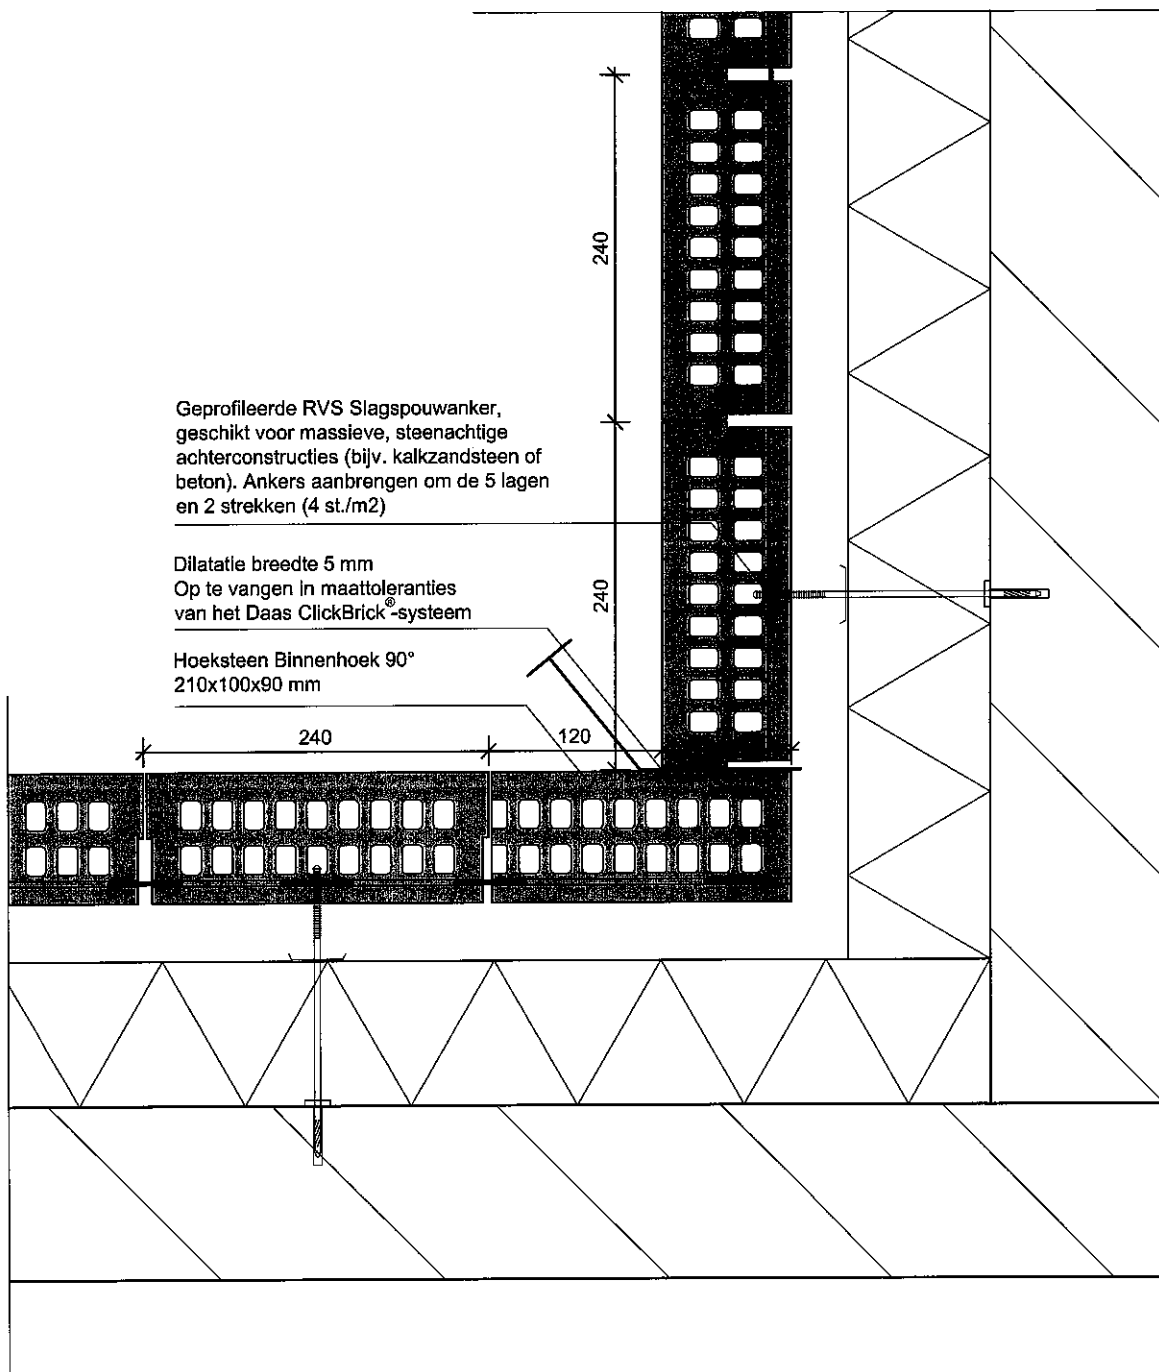 240
Geprofileerde RVS Slagspouwanker,
geschikt voor massieve, steenachtige
achterconstructies (bijv. kalkzandsteen of
beton). Ankers aanbrengen om de 5 lagen
en 2 strekken (4 st./m2)
Dilatatie breedte 5 mm
Op te vangen in maattoleranties
van het Daas ClickBrick®-systeem
240
Hoeksteen Binnenhoek 90°
210x100x90 mm
240
120